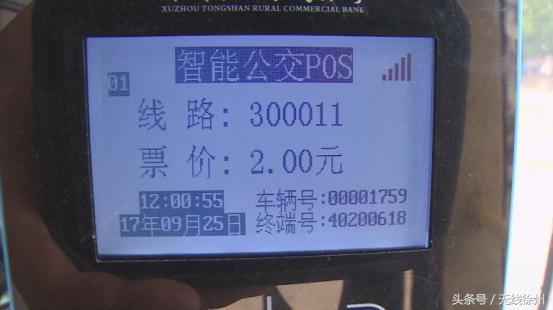 XUZHOU TONGSHAN RURAL COMMERCIAL BANK
智能公交POS
01
线路: 300011
票价: 2.00元
12:00:55 车辆号:00001759
17年09月25日 终端号:40200618
头条号 / 无线徐州